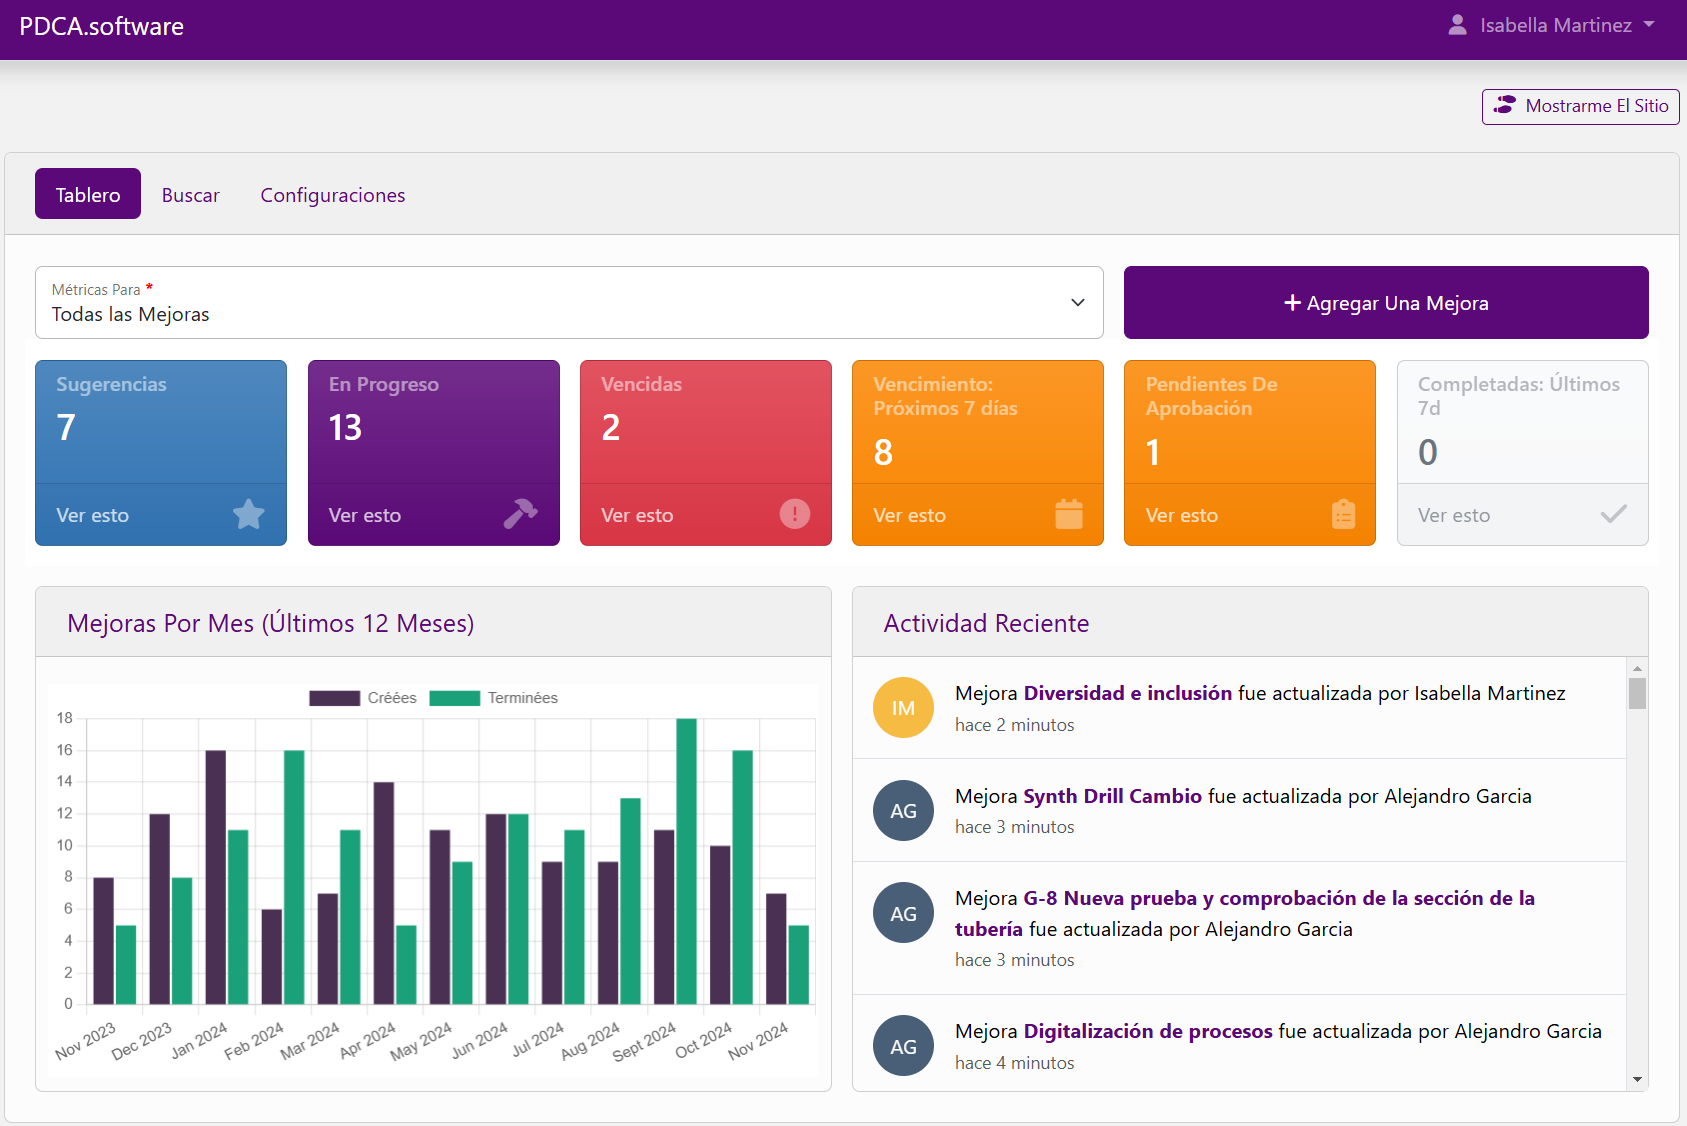 PDCA.software
Isabella Martinez
Mostrarme El Sitio
Tablero
Buscar
Configuraciones
Métricas Para *
Todas las Mejoras
+ Agregar Una Mejora
Sugerencias
7
Ver esto
En Progreso
13
Ver esto
Vencidas
2
Ver esto
Vencimiento:
Próximos 7 días
8
Ver esto
Pendientes De
Aprobación
1
Ver esto
Completadas: Últimos
7d
0
Ver esto
Mejoras Por Mes (Últimos 12 Meses)
Créées
Terminées
18
16
14
12
10
8
6
4
2
0
Nov 2023
Dec 2023
Jan 2024
Feb 2024
Mar 2024
Apr 2024
May 2024
Jun 2024
Jul 2024
Aug 2024
Sept 2024
Oct 2024
Nov 2024
Actividad Reciente
IM
Mejora Diversidad e inclusión fue actualizada por Isabella Martinez
hace 2 minutos
AG
Mejora Synth Drill Cambio fue actualizada por Alejandro Garcia
hace 3 minutos
AG
Mejora G-8 Nueva prueba y comprobación de la sección de la
tubería fue actualizada por Alejandro Garcia
hace 3 minutos
AG
Mejora Digitalización de procesos fue actualizada por Alejandro Garcia
hace 4 minutos